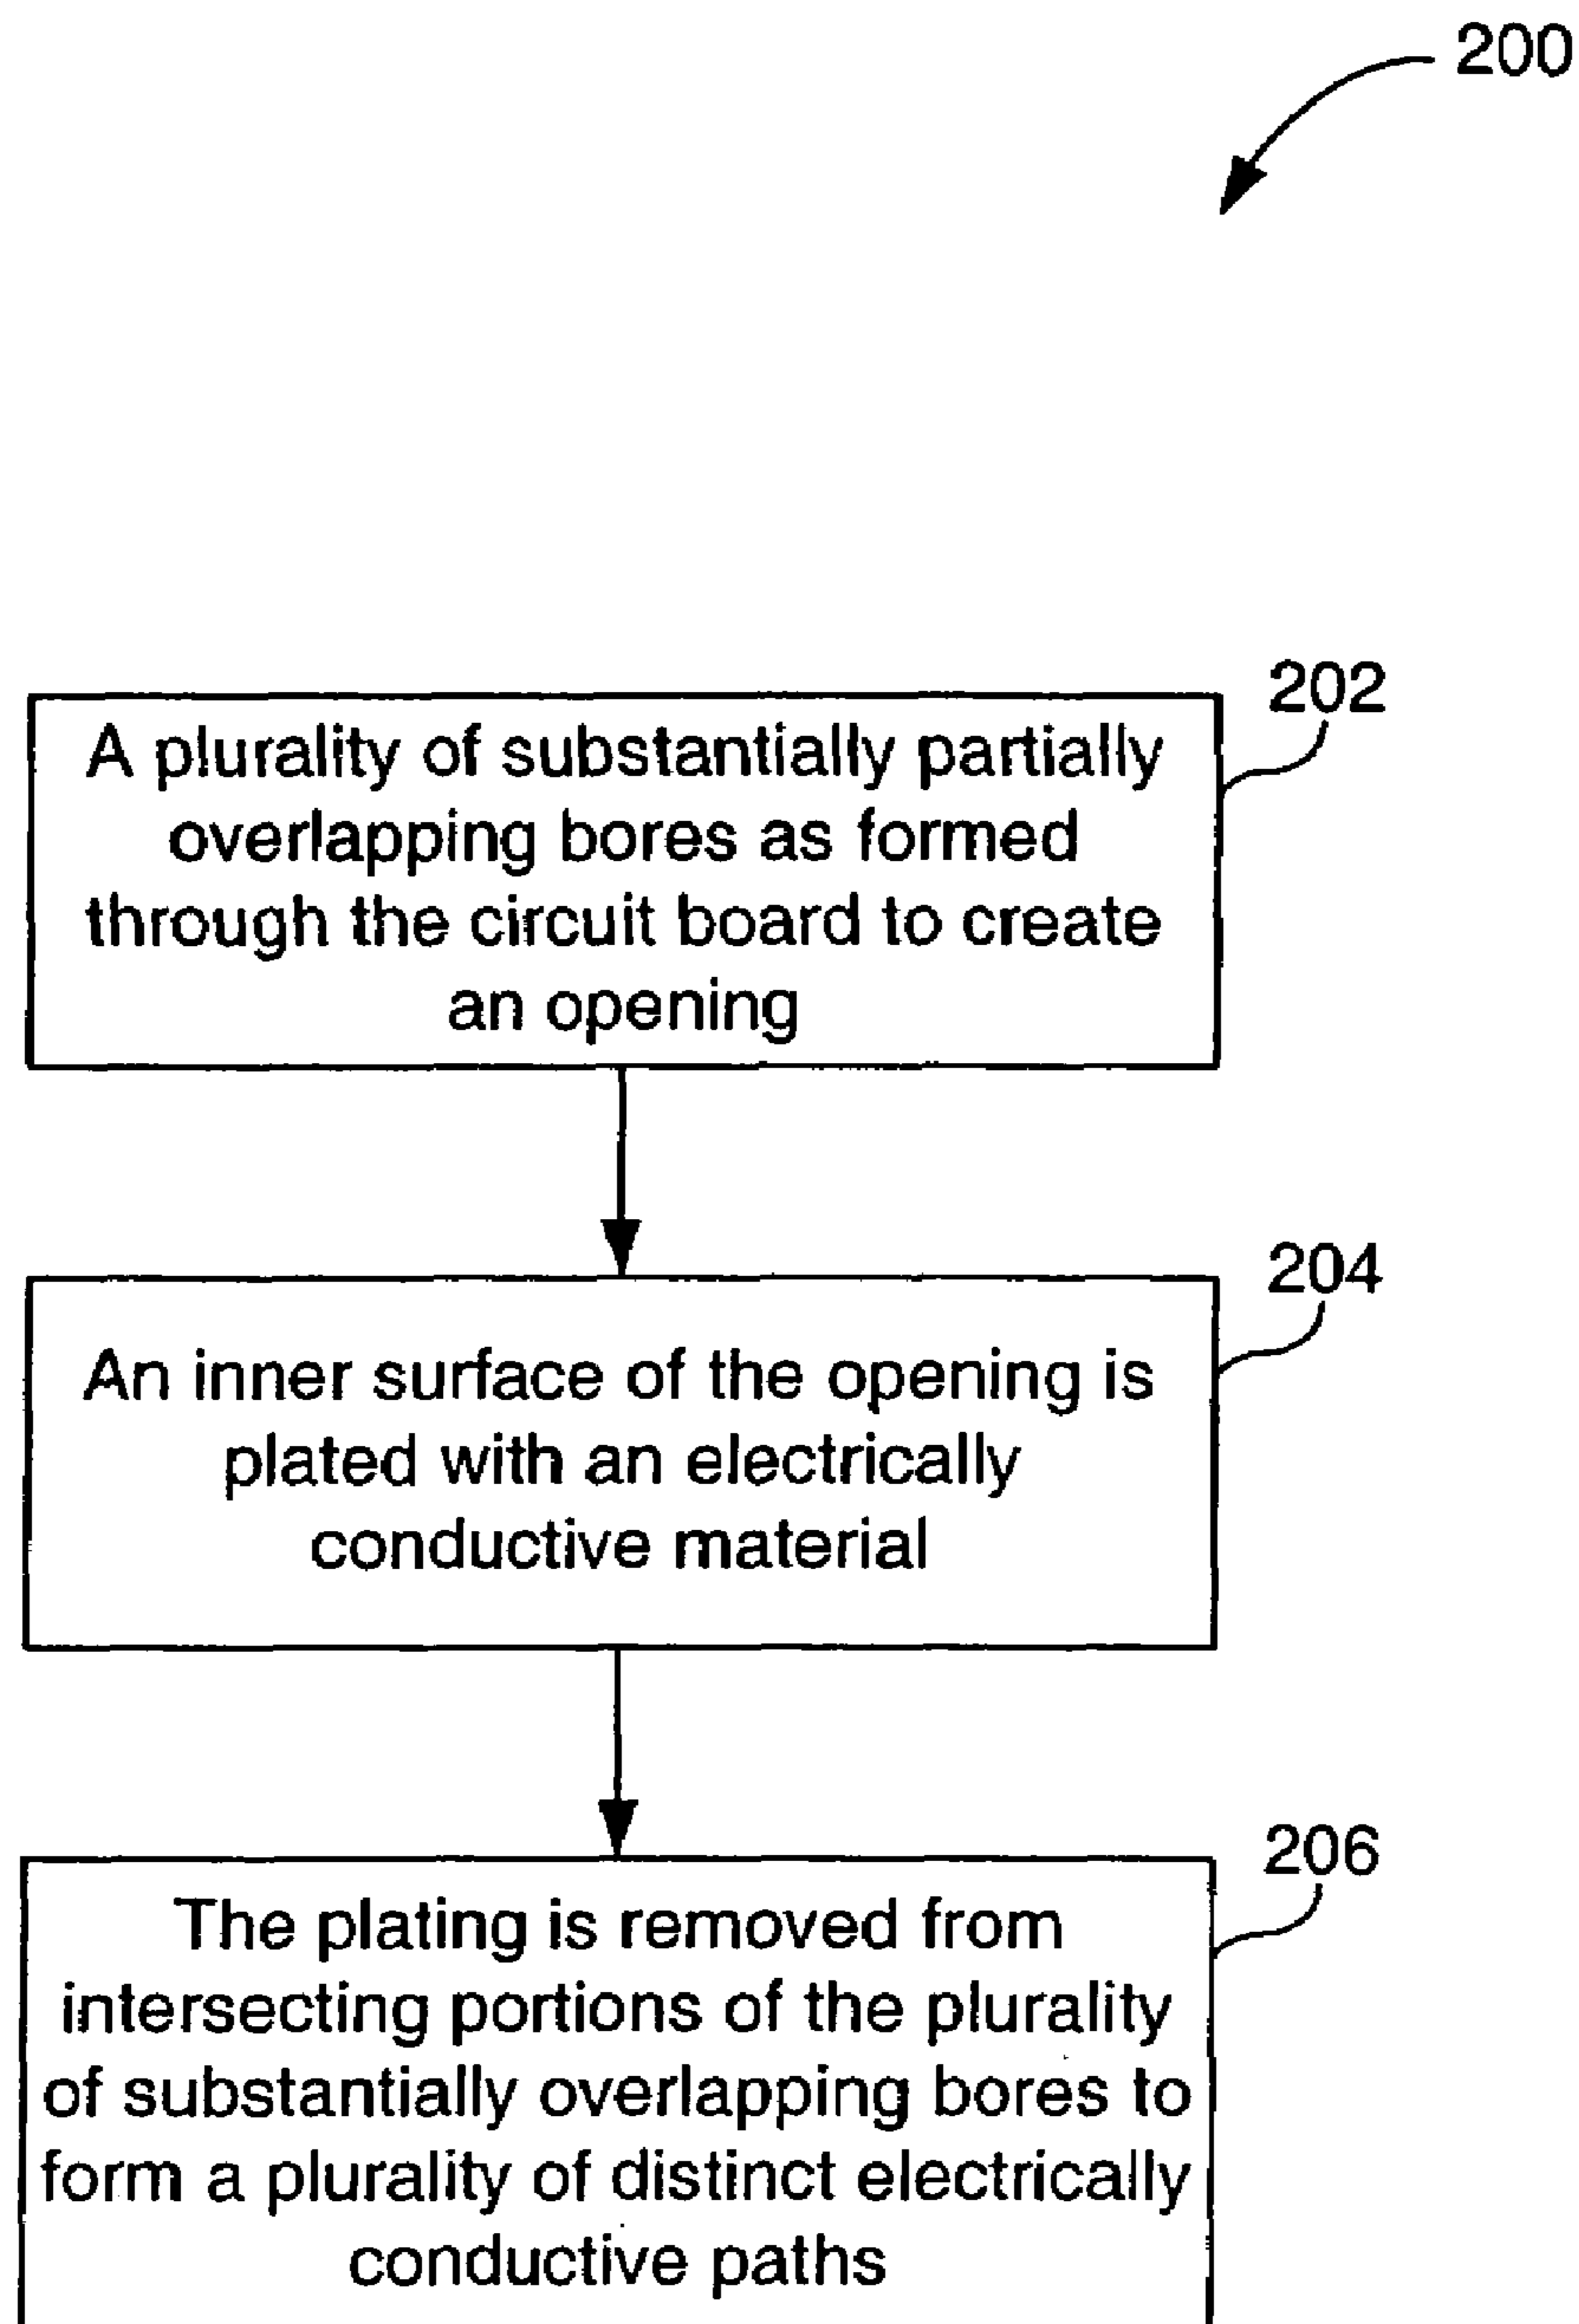 200
202
A plurality of substantially partially
overlapping bores as formed
through the circuit board to create
an opening
204
An inner surface of the opening is
plated with an electrically
conductive material
206
The plating is removed from
intersecting portions of the plurality
of substantially overlapping bores to
form a plurality of distinct electrically
conductive paths